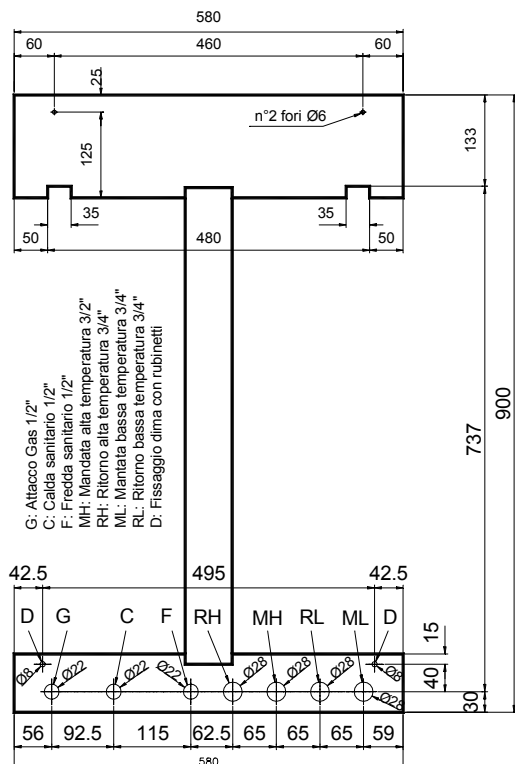 580
60 460 60
25
n°2 fori Ø6
125
133
35 35
50 480 50
G: Attacco Gas 1/2"
C: Calda sanitario 1/2"
F: Fredda sanitario 1/2"
MH: Mandata alta temperatura 3/2"
RH: Ritorno alta temperatura 3/4"
ML: Mantata bassa temperatura 3/4"
RL: Ritorno bassa temperatura 3/4"
D: Fissaggio dima con rubinetti
737
900
42.5 495 42.5
D G C F RH MH RL ML D
15
Ø8 Ø22 Ø22 Ø22 Ø28 Ø28 Ø28 Ø28 Ø8
40
30
56 92.5 115 62.5 65 65 65 59
580